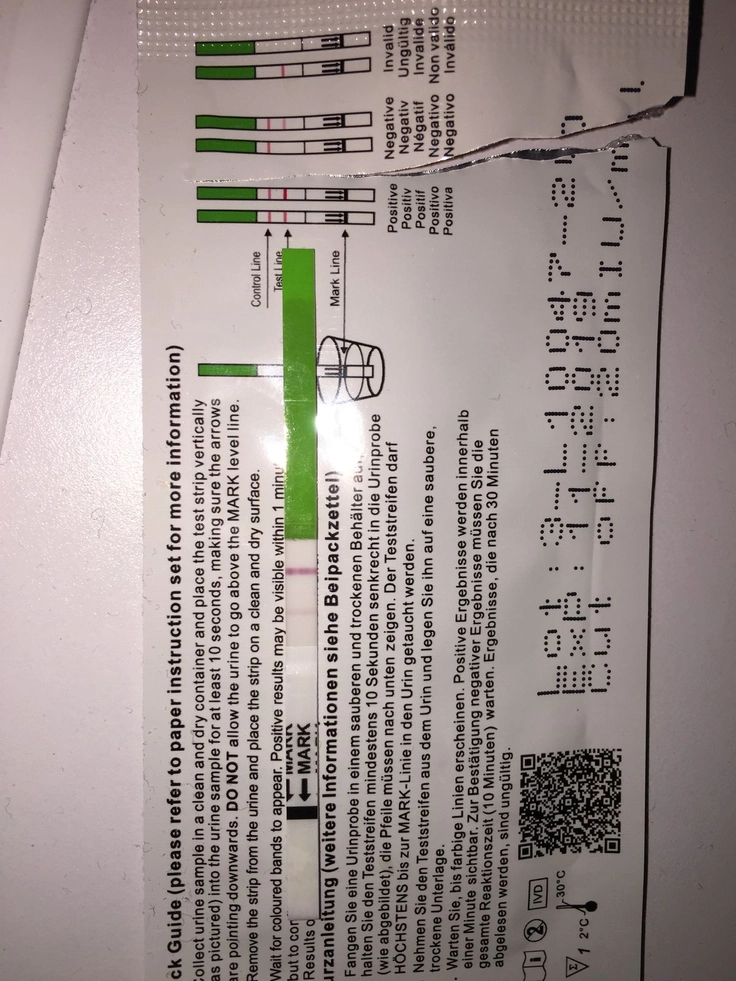 Invalid
Ungültig
Invalide
Non valido
Inválido
Negative
Negativ
Négatif
Negativo
Negativo
Positive
Positiv
Positif
Positivo
Positiva
Control Line
Test Line
Mark Line
ck Guide (please refer to paper instruction set for more information)
Collect urine sample in a clean and dry container and place the test strip vertically
as pictured) into the urine sample for at least 10 seconds, making sure the arrows
are pointing downwards. DO NOT allow the urine to go above the MARK level line.
Remove the strip from the urine and place the strip on a clean and dry surface.
Wait for coloured bands to appear. Positive results may be visible within 1
but to
Results
MARK
MARK
urzanleitung (weitere Informationen siehe Beipackzettel)
Fangen Sie eine Urinprobe in einem sauberen und trockenen Behälter
halten Sie den Teststreifen mindestens 10 Sekunden senkrecht in die Urinprobe
(wie abgebildet), die Pfeile müssen nach unten zeigen. Der Teststreifen darf
HÖCHSTENS bis zur MARK-Linie in den Urin getaucht werden.
Nehmen Sie den Teststreifen aus dem Urin und legen Sie ihn auf eine saubere,
trockene Unterlage.
Warten Sie, bis farbige Linien erscheinen. Positive Ergebnisse werden innerhalb
einer Minute sichtbar. Zur Bestätigung negativer Ergebnisse müssen Sie die
gesamte Reaktionszeit (10 Minuten) warten. Ergebnisse, die nach 30 Minuten
abgelesen werden, sind ungültig.
Lot:
Exp:
Cut off: 20mIU/m
i 2 IVD
1 2°C 30°C